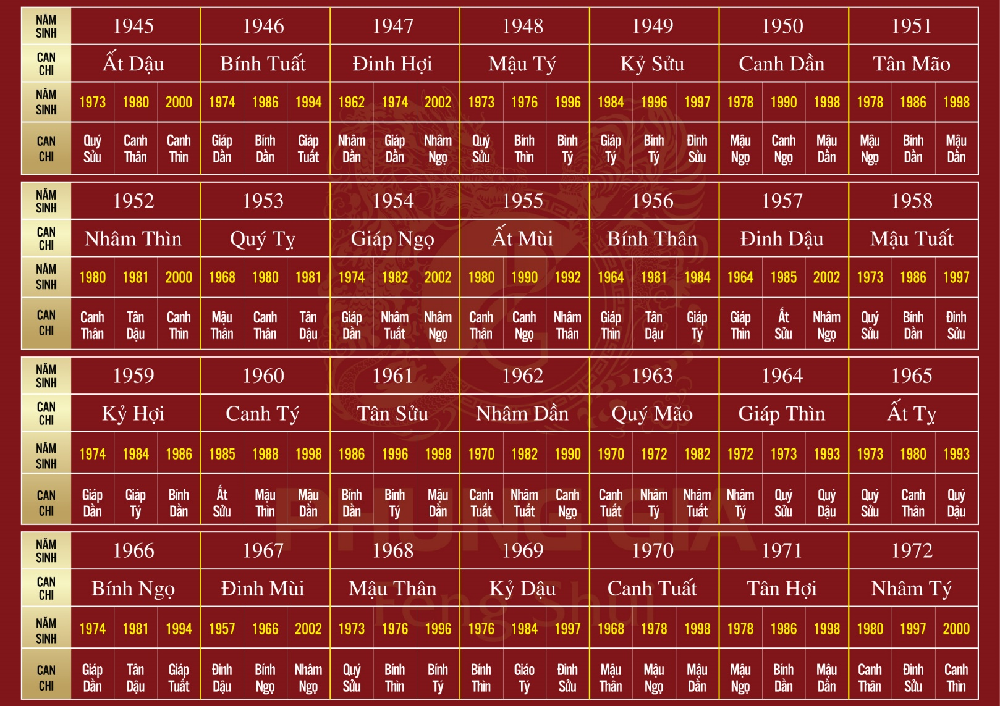 NĂM SINH 1945 1946 1947 1948 1949 1950 1951
CAN CHI Ất Dậu Bính Tuất Đinh Hợi Mậu Tý Kỷ Sửu Canh Dần Tân Mão
NĂM SINH 1973 1980 2000 1974 1986 1994 1962 1974 2002 1973 1976 1996 1984 1996 1997 1978 1990 1998 1978 1986 1998
CAN CHI Quý Sửu Canh Thân Canh Thìn Giáp Dần Bính Dần Giáp Tuất Nhâm Dần Giáp Dần Nhâm Ngọ Quý Sửu Bính Thìn Bình Tý Giáp Tý Bính Tý Đinh Sửu Mậu Ngọ Canh Ngọ Mậu Dần Mậu Ngọ Bính Dần Mậu Dần
NĂM SINH 1952 1953 1954 1955 1956 1957 1958
CAN CHI Nhâm Thìn Quý Tỵ Giáp Ngọ Ất Mùi Bính Thân Đinh Dậu Mậu Tuất
NĂM SINH 1980 1981 2000 1968 1980 1981 1974 1982 2002 1980 1990 1992 1964 1981 1984 1964 1985 2002 1973 1986 1997
CAN CHI Canh Thân Tân Dậu Canh Thìn Mậu Thân Canh Thân Tân Dậu Giáp Dần Nhâm Tuất Nhâm Ngọ Canh Thân Canh Ngọ Nhâm Thân Giáp Thìn Tân Dậu Giáp Tý Giáp Thìn Ất Sửu Nhâm Ngọ Quý Sửu Bính Dần Đinh Sửu
NĂM SINH 1959 1960 1961 1962 1963 1964 1965
CAN CHI Kỷ Hợi Canh Tý Tân Sửu Nhâm Dần Quý Mão Giáp Thìn Ất Tỵ
NĂM SINH 1974 1984 1986 1985 1988 1998 1986 1996 1998 1970 1982 1990 1970 1972 1982 1972 1973 1993 1973 1980 1993
CAN CHI Giáp Dần Giáp Tý Bính Dần Ất Sửu Mậu Thìn Mậu Dần Bính Dần Bính Tý Mậu Dần Canh Tuất Nhâm Tuất Canh Ngọ Canh Tuất Nhâm Tý Nhâm Tuất Nhâm Tý Quý Sửu Quý Dậu Quý Sửu Canh Thân Quý Dậu
PHUNG GIA
NĂM SINH 1966 1967 1968 1969 1970 1971 1972
CAN CHI Bính Ngọ Đinh Mùi Mậu Thân Kỷ Dậu Canh Tuất Tân Hợi Nhâm Tý
Feng Shui
NĂM SINH 1974 1981 1994 1957 1966 2002 1973 1976 1996 1976 1984 1997 1968 1978 1998 1978 1986 1998 1980 1997 2000
CAN CHI Giáp Dần Tân Dậu Giáp Tuất Đinh Dậu Bính Ngọ Nhâm Ngọ Quý Sửu Bính Thìn Bính Tý Bính Thìn Giáo Tý Đinh Sửu Mậu Thân Mậu Ngọ Mậu Dần Mậu Ngọ Bính Dần Mậu Dần Canh Thân Đinh Sửu Canh Thìn